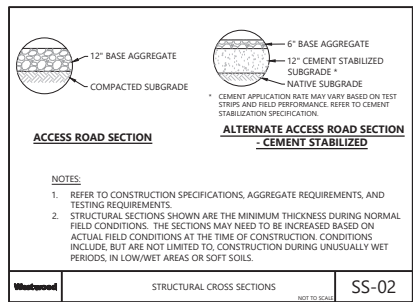 12" BASE AGGREGATE
COMPACTED SUBGRADE
ACCESS ROAD SECTION
6" BASE AGGREGATE
12" CEMENT STABILIZED
SUBGRADE *
NATIVE SUBGRADE
* CEMENT APPLICATION RATE MAY VARY BASED ON TEST
STRIPS AND FIELD PERFORMANCE. REFER TO CEMENT
STABILIZATION SPECIFICATION.
ALTERNATE ACCESS ROAD SECTION
- CEMENT STABILIZED
NOTES:
1. REFER TO CONSTRUCTION SPECIFICATIONS, AGGREGATE REQUIREMENTS, AND
TESTING REQUIREMENTS.
2. STRUCTURAL SECTIONS SHOWN ARE THE MINIMUM THICKNESS DURING NORMAL
FIELD CONDITIONS. THE SECTIONS MAY NEED TO BE INCREASED BASED ON
ACTUAL FIELD CONDITIONS AT THE TIME OF CONSTRUCTION. CONDITIONS
INCLUDE, BUT ARE NOT LIMITED TO, CONSTRUCTION DURING UNUSUALLY WET
PERIODS, IN LOW/WET AREAS OR SOFT SOILS.
Westwood
STRUCTURAL CROSS SECTIONS
NOT TO SCALE
SS-02